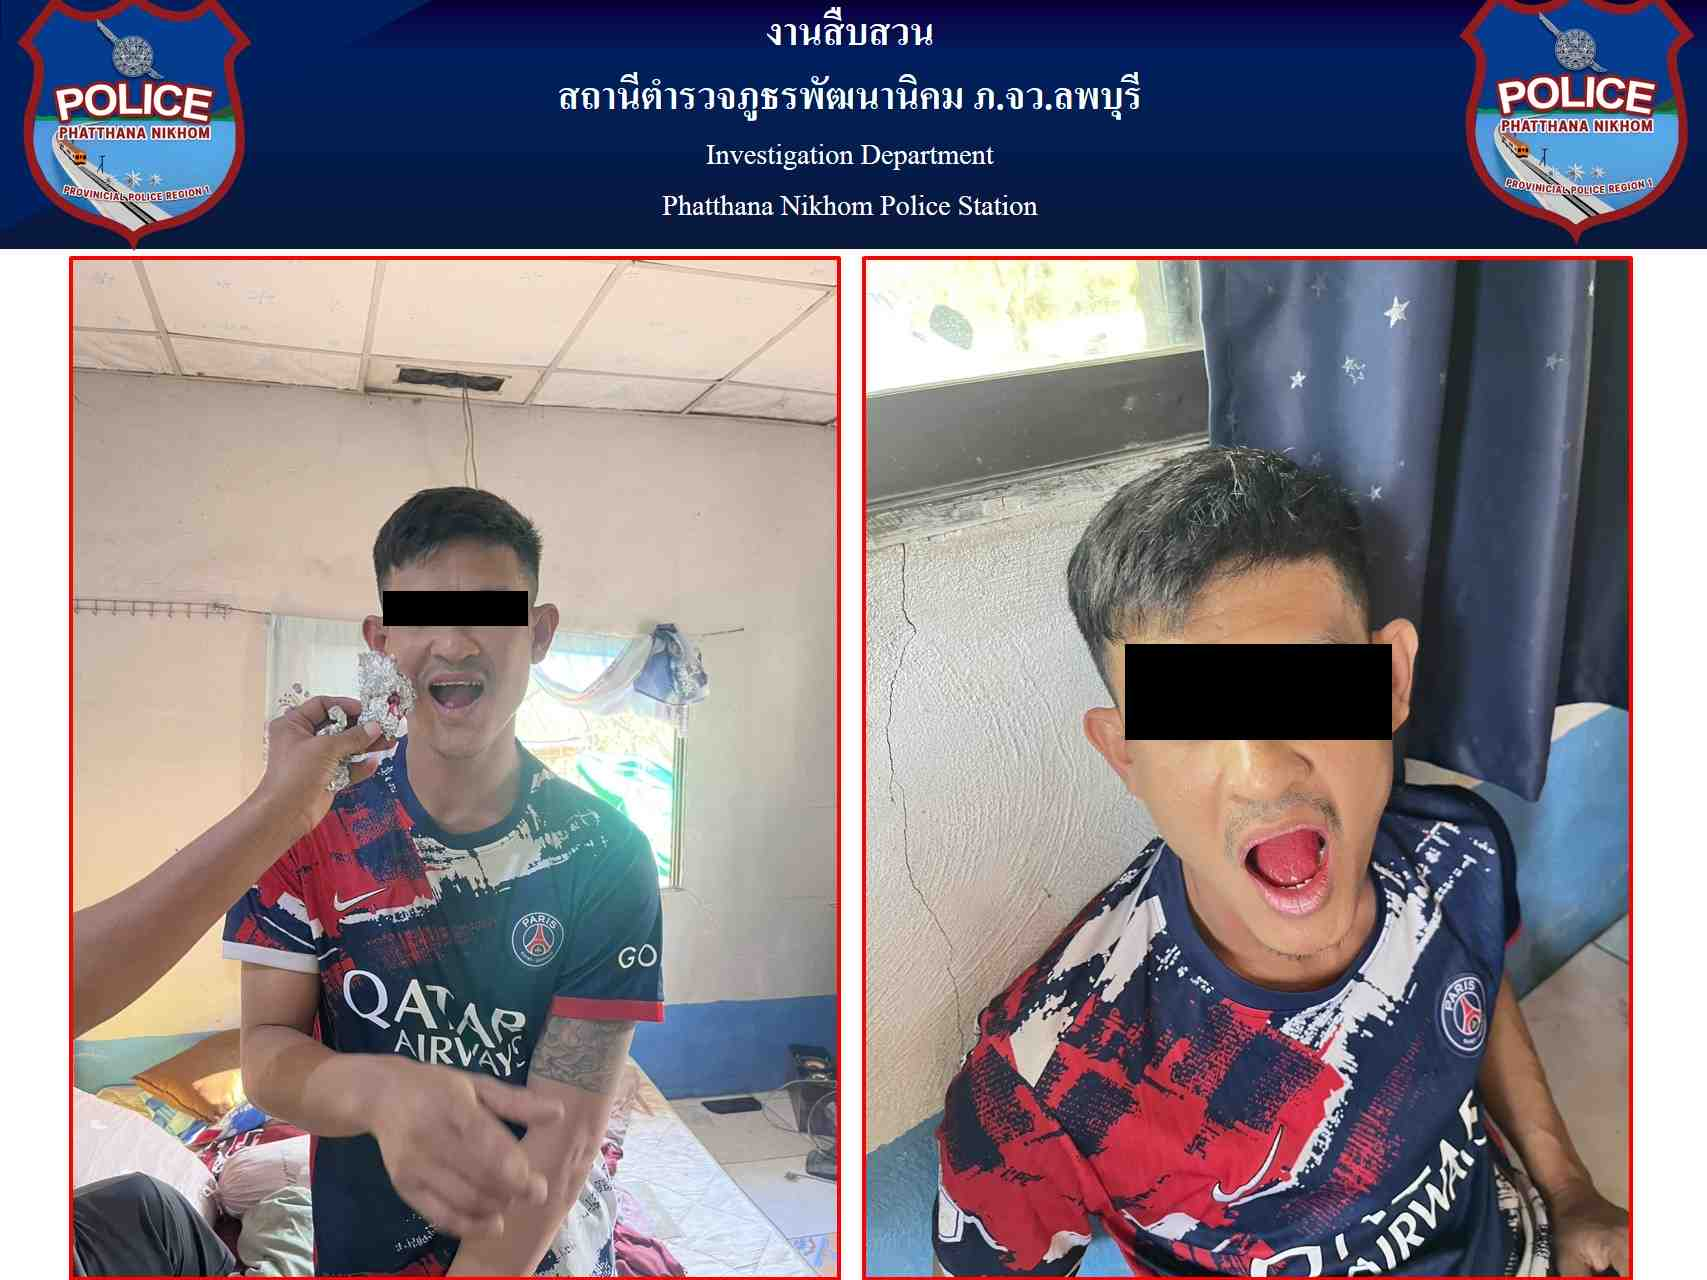 งานสืบสวน
สถานีตำรวจภูธรพัฒนานิคม ภ.จว.ลพบุรี
Investigation Department
Phatthana Nikhom Police Station
POLICE
PHATTHANA NIKHOM
PROVINICIAL POLICE REGION 1
POLICE
PHATTHANA NIKHOM
PROVINICIAL POLICE REGION 1
PARIS
GO
QATAR
AIRWAYS
PARIS
AIRWAYS